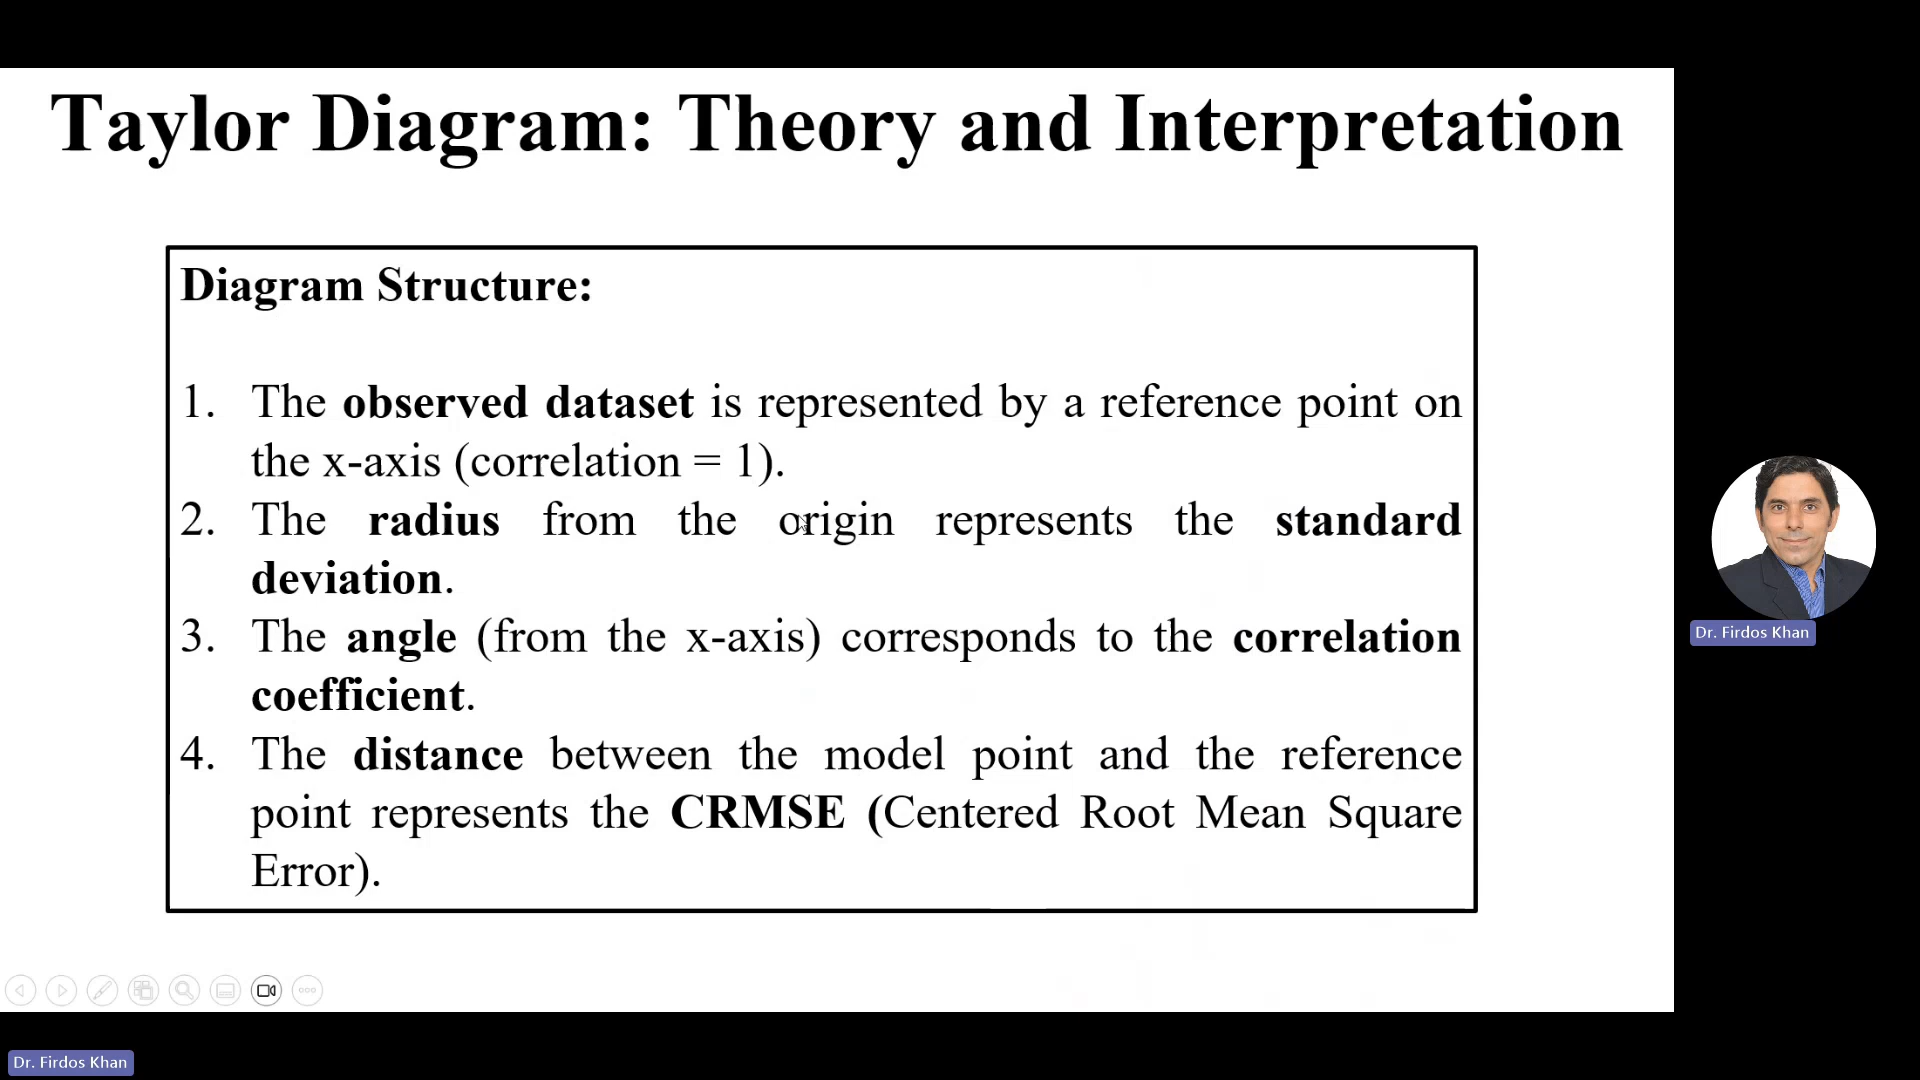 Taylor Diagram: Theory and Interpretation
Diagram Structure:
1. The observed dataset is represented by a reference point on
the x-axis (correlation = 1).
2. The radius from the origin represents the standard
deviation.
3. The angle (from the x-axis) corresponds to the correlation
coefficient.
4. The distance between the model point and the reference
point represents the CRMSE (Centered Root Mean Square
Error).
Dr. Firdos Khan
Dr. Firdos Khan